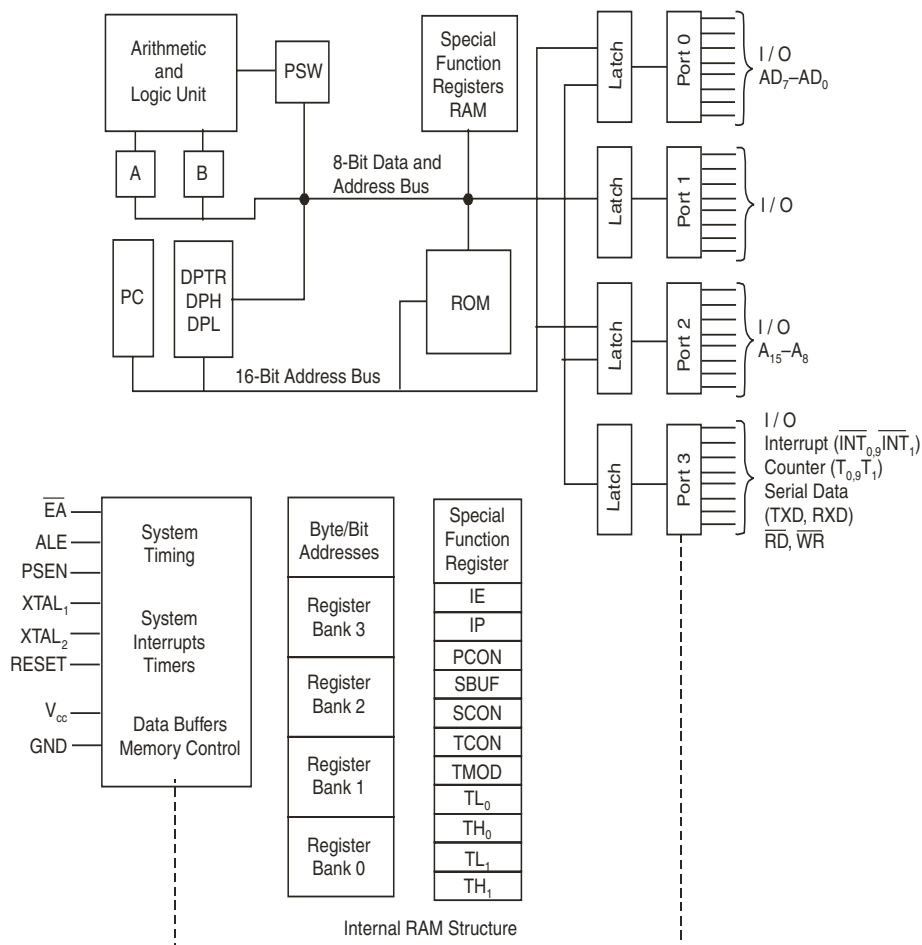 Arithmetic
and
Logic Unit
PSW
Special
Function
Registers
RAM
Latch
Port 0
I / O
AD7–AD0
A
B
8-Bit Data and
Address Bus
Latch
Port 1
I / O
PC
DPTR
DPH
DPL
ROM
16-Bit Address Bus
Latch
Port 2
I / O
A15–A8
Latch
Port 3
I / O
Interrupt (INT0,9INT1)
Counter (T0,9T1)
Serial Data
(TXD, RXD)
RD, WR
EA
ALE
PSEN
XTAL1
XTAL2
RESET
Vcc
GND
System
Timing
System
Interrupts
Timers
Data Buffers
Memory Control
Byte/Bit
Addresses
Register
Bank 3
Register
Bank 2
Register
Bank 1
Register
Bank 0
Special
Function
Register
IE
IP
PCON
SBUF
SCON
TCON
TMOD
TL0
TH0
TL1
TH1
Internal RAM Structure